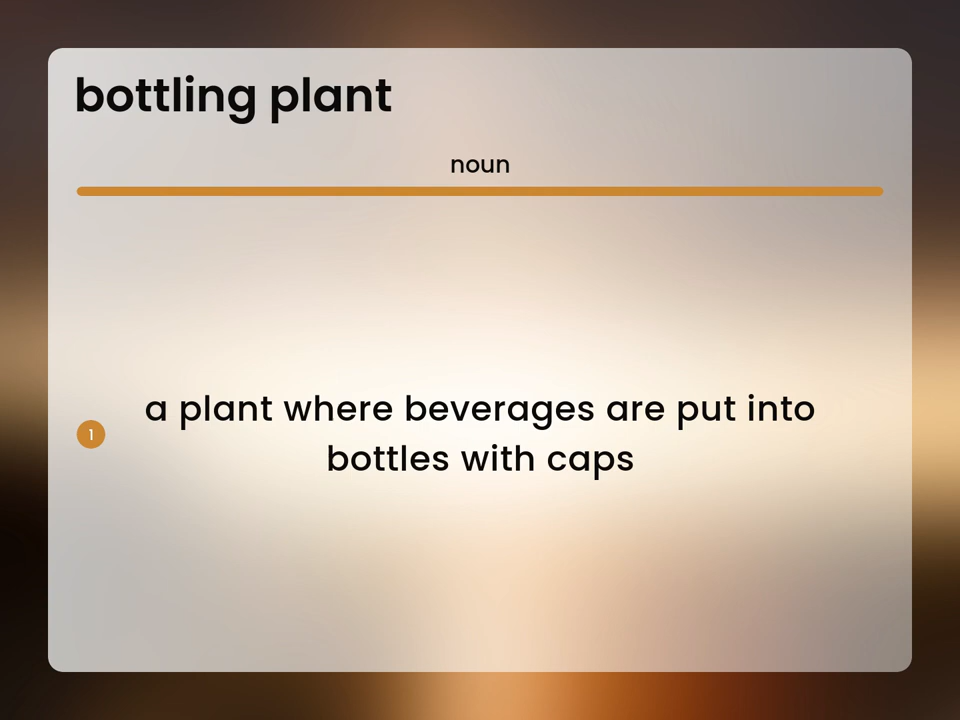 bottling plant
noun
1
a plant where beverages are put into
bottles with caps